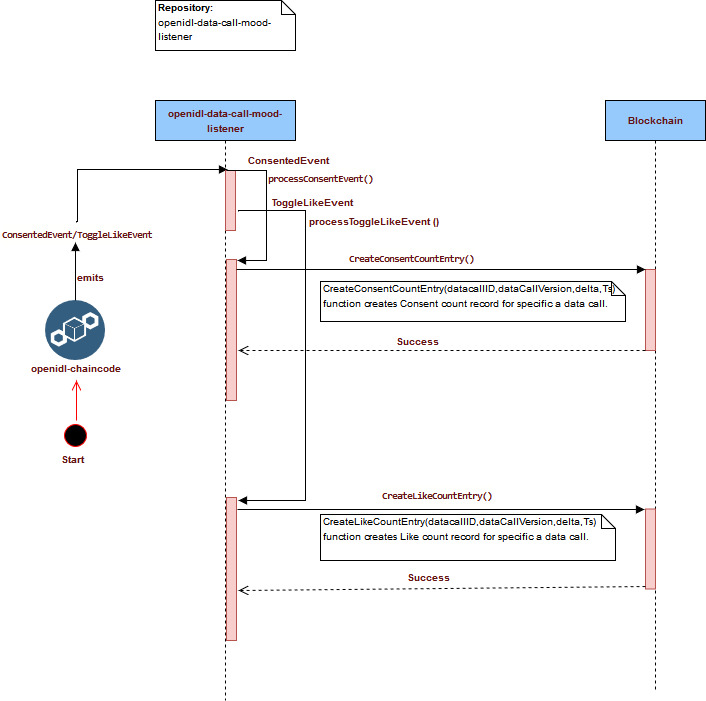 Repository:
openidl-data-call-mood-
listener
openidl-data-call-mood-
listener
Blockchain
ConsentedEvent
processConsentEvent()
ToggleLikeEvent
processToggleLikeEvent ()
ConsentedEvent/ToggleLikeEvent
CreateConsentCountEntry()
emits
CreateConsentCountEntry(datacallID,dataCallVersion,delta,Ts)
function creates Consent count record for specific a data call.
Success
openidl-chaincode
Start
CreateLikeCountEntry()
CreateLikeCountEntry(datacallID,dataCallVersion,delta,Ts)
function creates Like count record for specific a data call.
Success